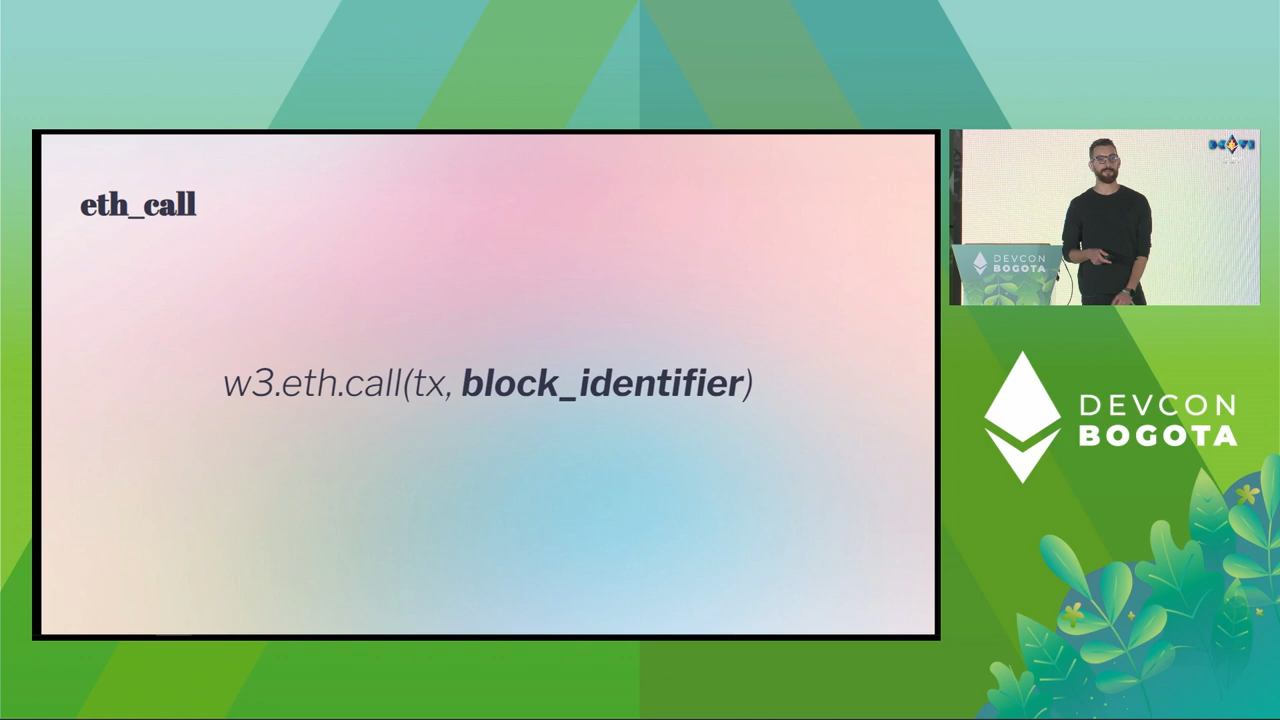 eth_call
w3.eth.call(tx, block_identifier)
DEVCON
BOGOTA
DEVCON
BOGOTA